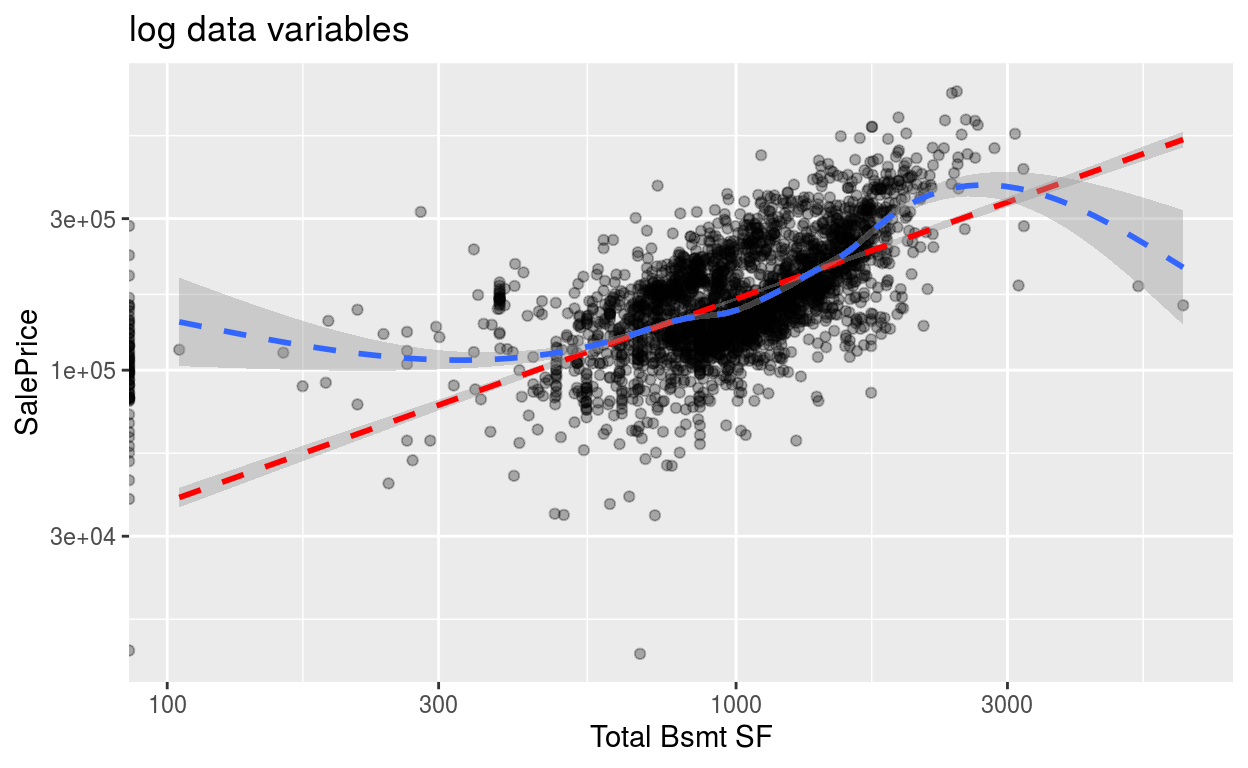 log data variables
SalePrice
3e+05
1e+05
3e+04
100
300
1000
3000
Total Bsmt SF